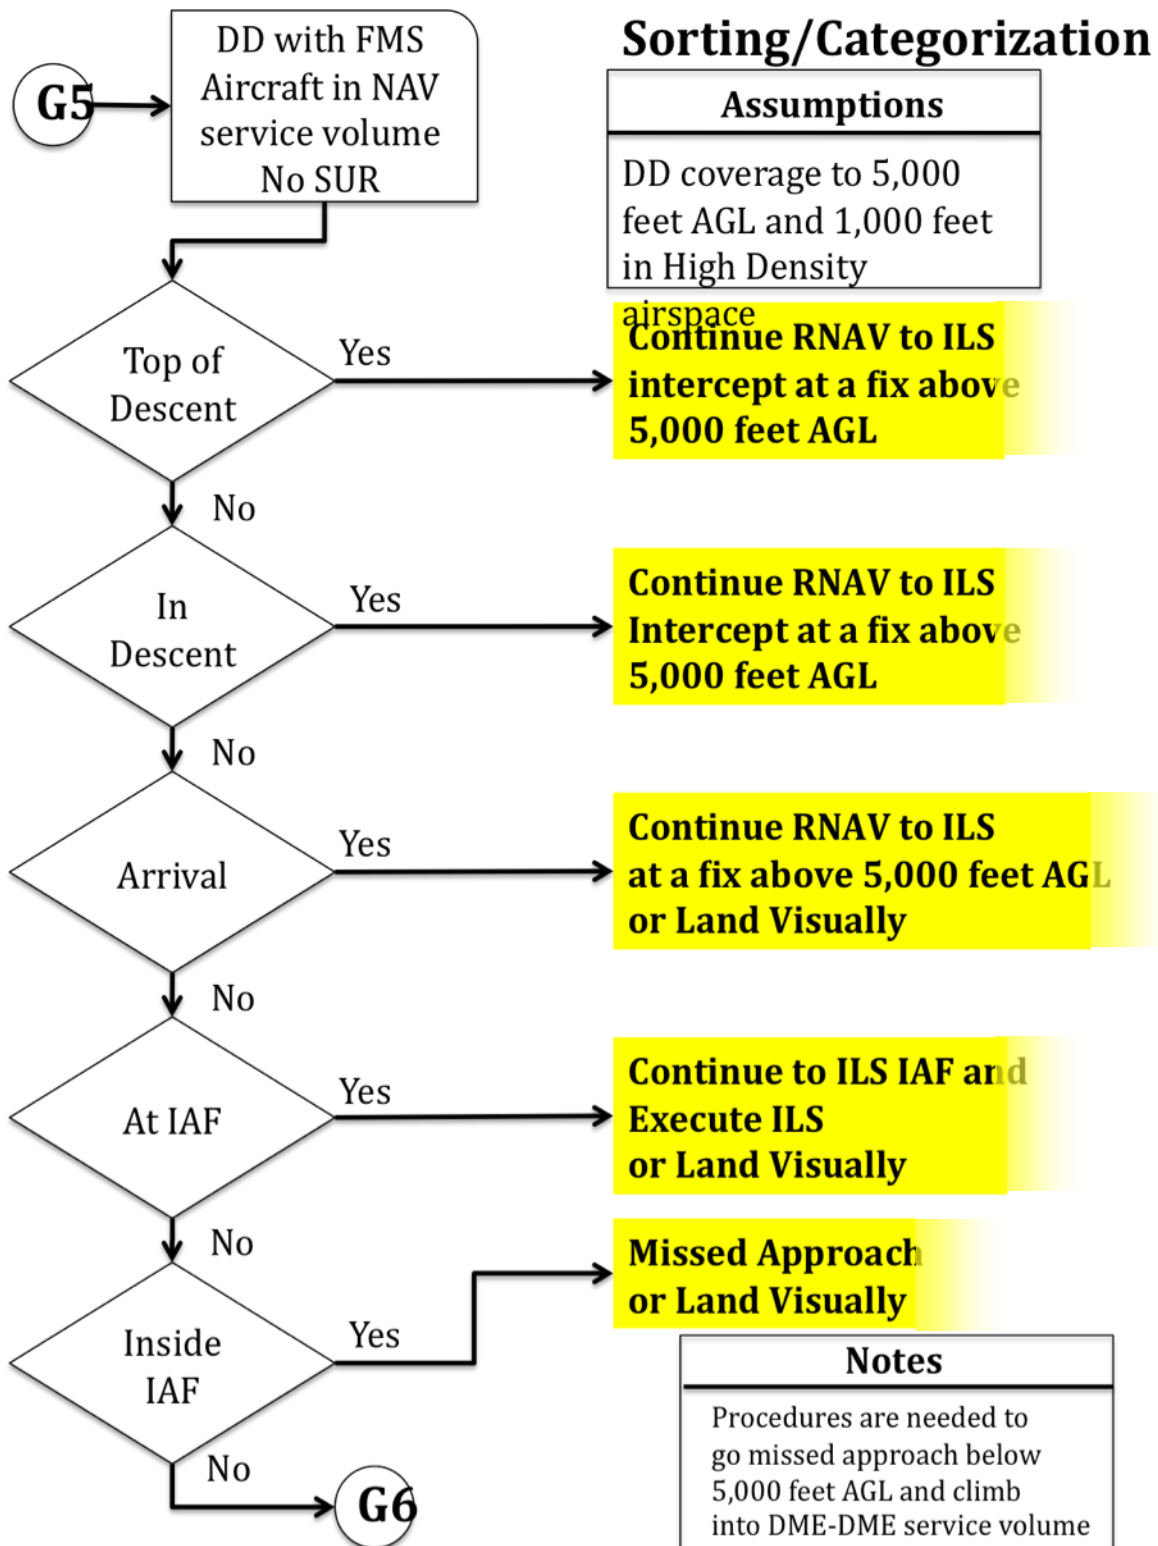 Sorting/Categorization
G5
DD with FMS
Aircraft in NAV
service volume
No SUR
Assumptions
DD coverage to 5,000
feet AGL and 1,000 feet
in High Density
airspace
Top of
Descent
Yes
Continue RNAV to ILS
intercept at a fix above
5,000 feet AGL
No
In
Descent
Yes
Continue RNAV to ILS
Intercept at a fix above
5,000 feet AGL
No
Arrival
Yes
Continue RNAV to ILS
at a fix above 5,000 feet AGL
or Land Visually
No
At IAF
Yes
Continue to ILS IAF and
Execute ILS
or Land Visually
No
Inside
IAF
Yes
Missed Approach
or Land Visually
No
G6
Notes
Procedures are needed to
go missed approach below
5,000 feet AGL and climb
into DME-DME service volume